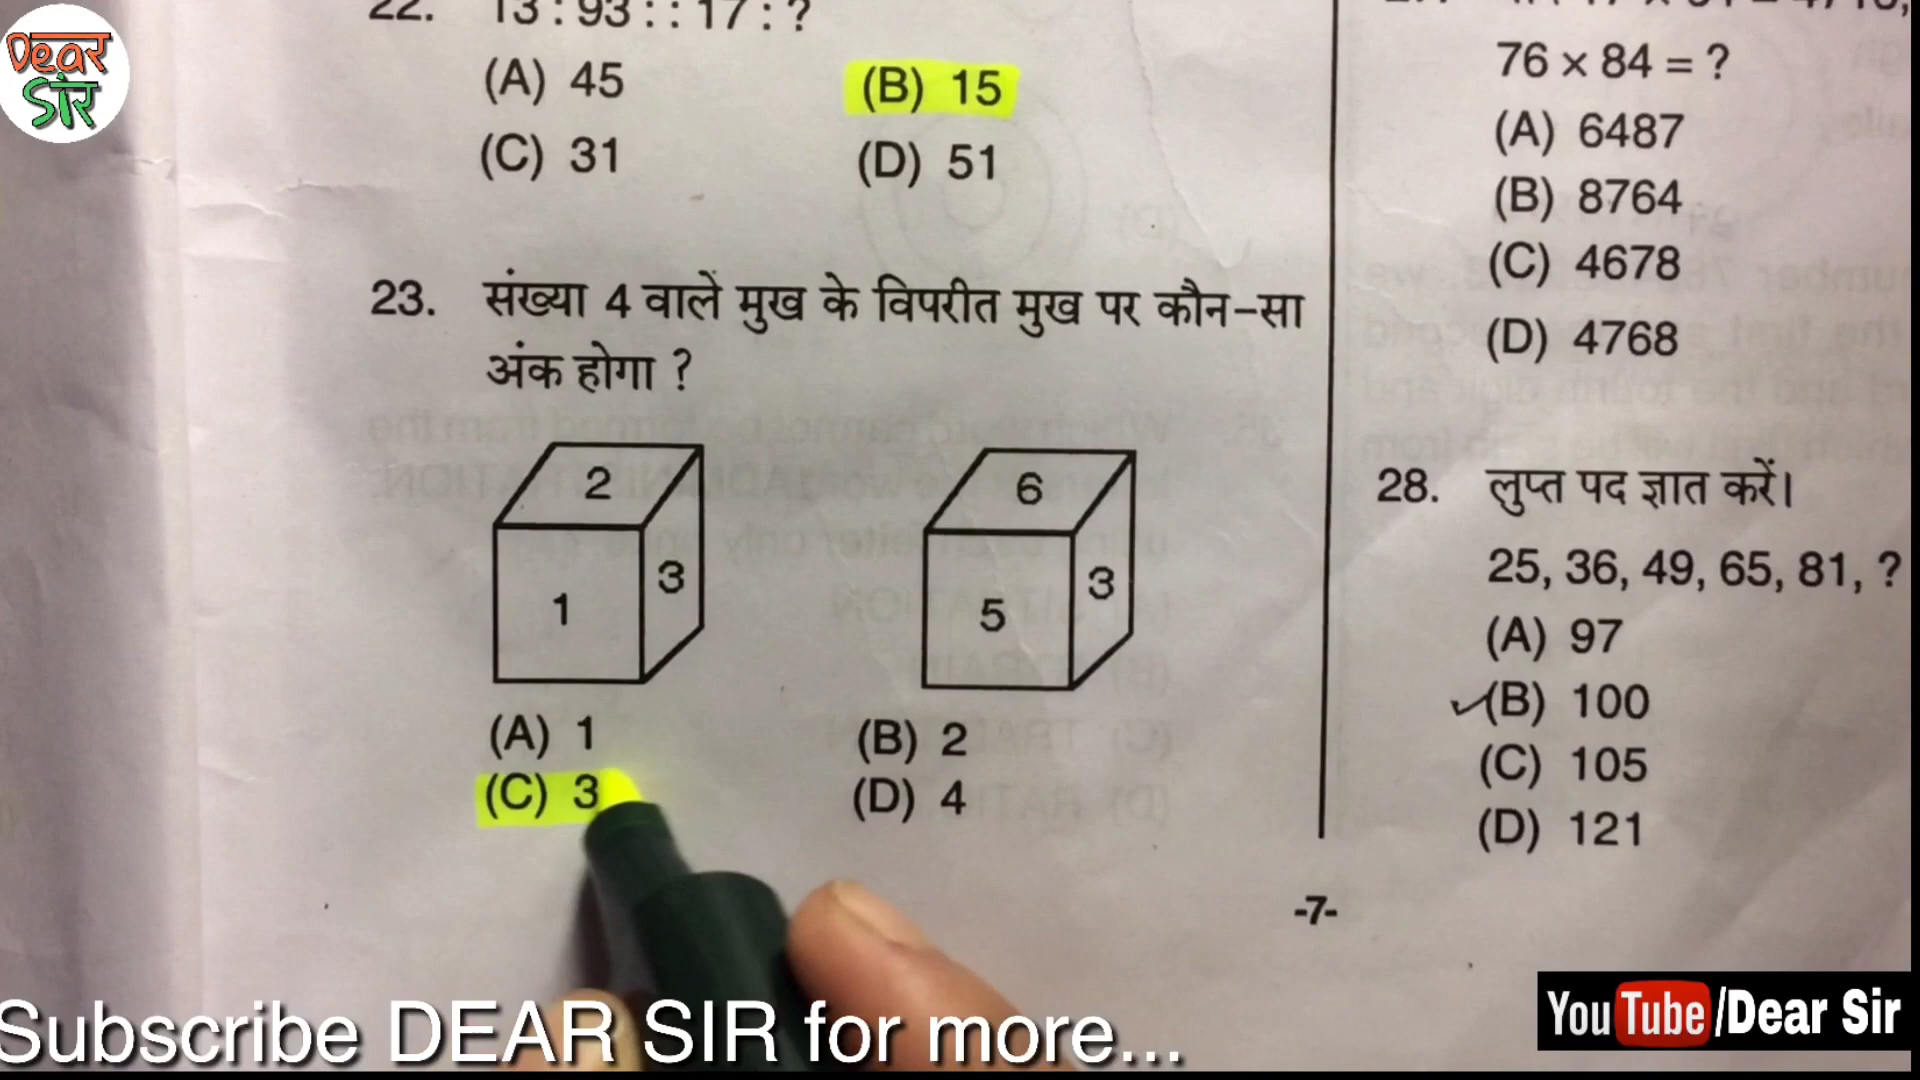 Dear
Sir
22. 13 : 93 : : 17 : ?
(A) 45 (B) 15
(C) 31 (D) 51
23. संख्या 4 वाले मुख के विपरीत मुख पर कौन-सा
अंक होगा ?
2
1
3
6
5
3
(A) 1 (B) 2
(C) 3 (D) 4
76 × 84 = ?
(A) 6487
(B) 8764
(C) 4678
(D) 4768
28. लुप्त पद ज्ञात करें।
25, 36, 49, 65, 81, ?
(A) 97
(B) 100
(C) 105
(D) 121
-7-
Subscribe DEAR SIR for more...
YouTube/Dear Sir